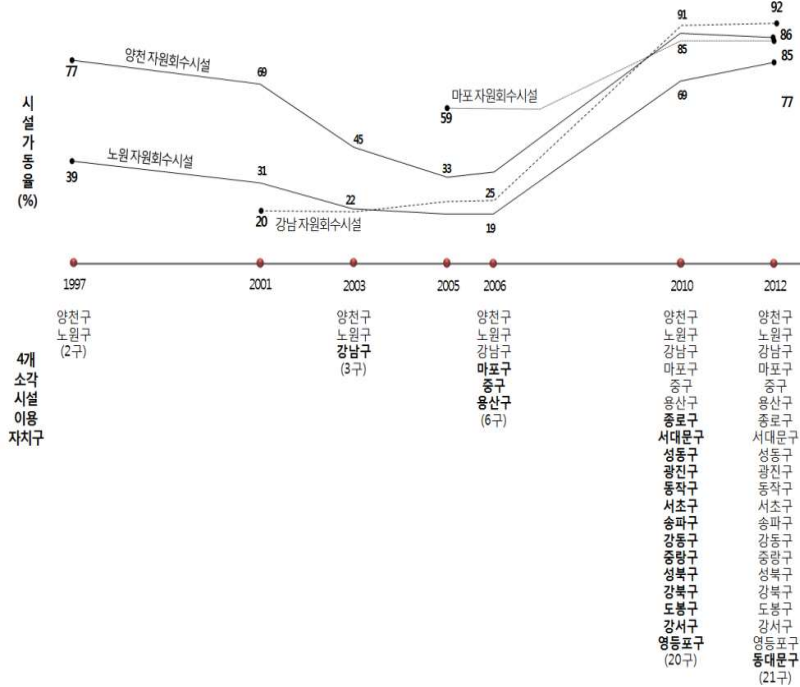 92
91
양천 자원회수시설
86
77
69
85
85
마포 자원회수시설
59
69
77
45
33
노원 자원회수시설
39
31
22
25
20
강남 자원회수시설
19
시
설
가
동
율
(%)
1997
2001
2003
2005
2006
2010
2012
4개
소각
시설
이용
자치구
양천구
노원구
(2구)
양천구
노원구
강남구
(3구)
양천구
노원구
강남구
마포구
중구
용산구
(6구)
양천구
노원구
강남구
마포구
중구
용산구
종로구
서대문구
성동구
광진구
동작구
서초구
송파구
강동구
중랑구
성북구
강북구
도봉구
강서구
영등포구
(20구)
양천구
노원구
강남구
마포구
중구
용산구
종로구
서대문구
성동구
광진구
동작구
서초구
송파구
강동구
중랑구
성북구
강북구
도봉구
강서구
영등포구
동대문구
(21구)